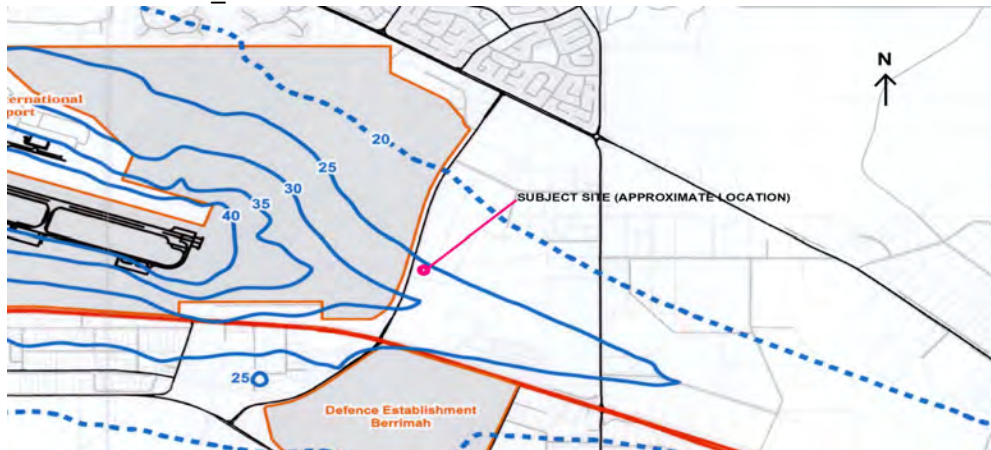 N
ernational
port
20
25
30
35
40
SUBJECT SITE (APPROXIMATE LOCATION)
25
Defence Establishment
Berrimah